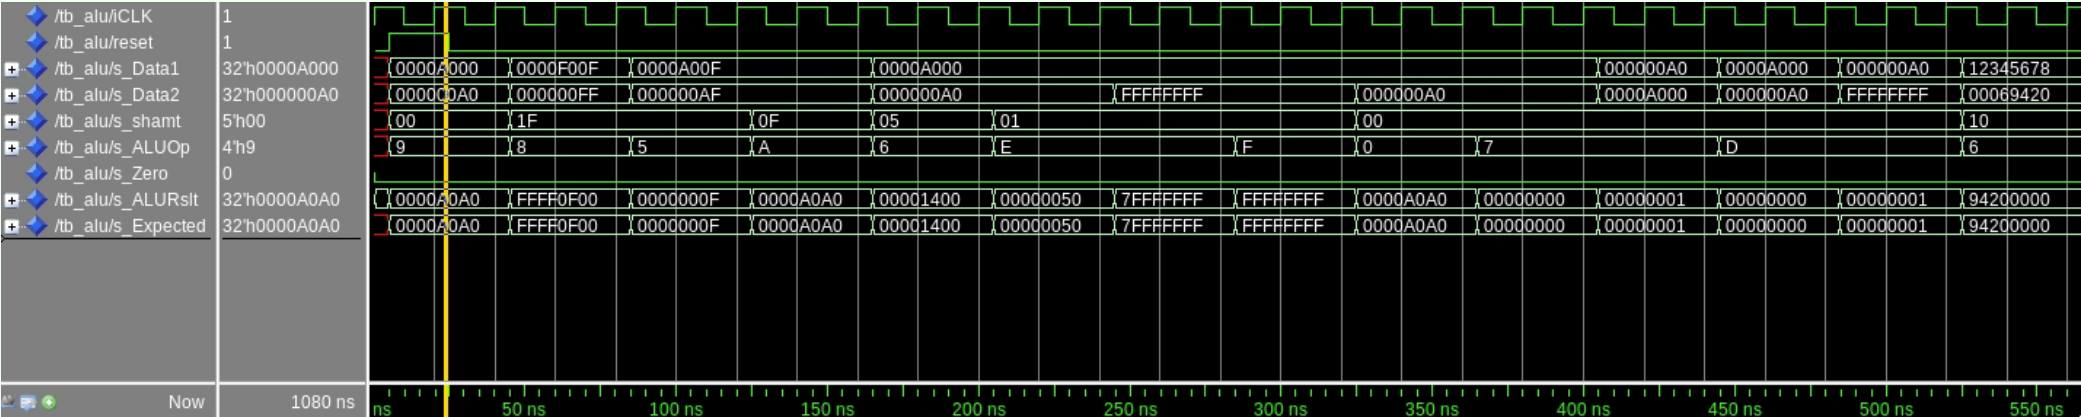 /tb_alu/iCLK 1
/tb_alu/reset 1
/tb_alu/s_Data1 32'h0000A000 0000A000 0000F00F 0000A00F 0000A000 000000A0 0000A000 000000A0 12345678
/tb_alu/s_Data2 32'h000000A0 000000A0 000000FF 000000AF 000000A0 FFFFFFFF 000000A0 0000A000 000000A0 FFFFFFFF 00069420
/tb_alu/s_shamt 5'h00 00 1F 0F 05 01 00 10
/tb_alu/s_ALUOp 4'h9 9 8 5 A 6 E F 0 7 D 6
/tb_alu/s_Zero 0
/tb_alu/s_ALURslt 32'h0000A0A0 0000A0A0 FFFF0F00 0000000F 0000A0A0 00001400 00000050 7FFFFFFF FFFFFFFF 0000A0A0 00000000 00000001 00000000 00000001 94200000
/tb_alu/s_Expected 32'h0000A0A0 0000A0A0 FFFF0F00 0000000F 0000A0A0 00001400 00000050 7FFFFFFF FFFFFFFF 0000A0A0 00000000 00000001 00000000 00000001 94200000
Now 1080 ns ns 50 ns 100 ns 150 ns 200 ns 250 ns 300 ns 350 ns 400 ns 450 ns 500 ns 550 ns